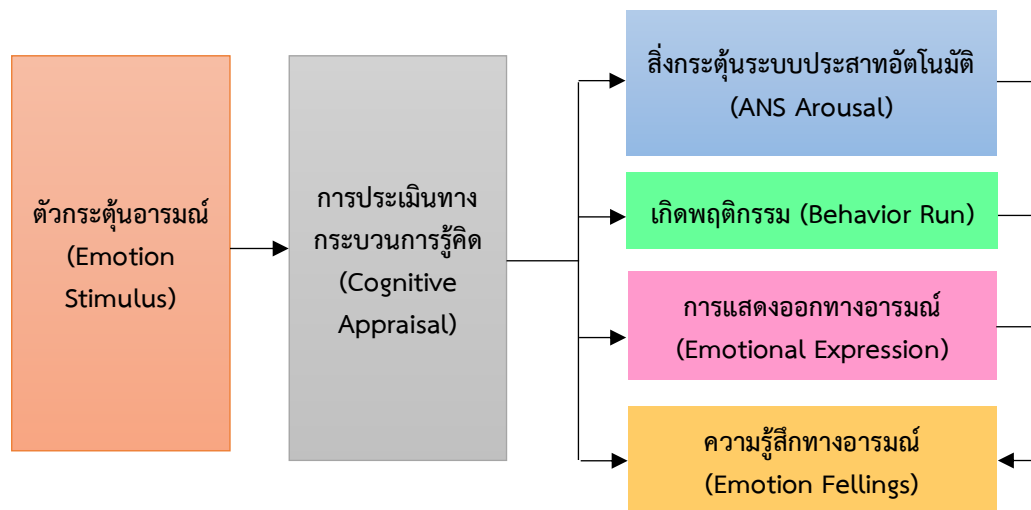 ตัวกระตุ้นอารมณ์
(Emotion
Stimulus)
การประเมินทาง
กระบวนการรู้คิด
(Cognitive
Appraisal)
สิ่งกระตุ้นระบบประสาทอัตโนมัติ
(ANS Arousal)
เกิดพฤติกรรม (Behavior Run)
การแสดงออกทางอารมณ์
(Emotional Expression)
ความรู้สึกทางอารมณ์
(Emotion Fellings)